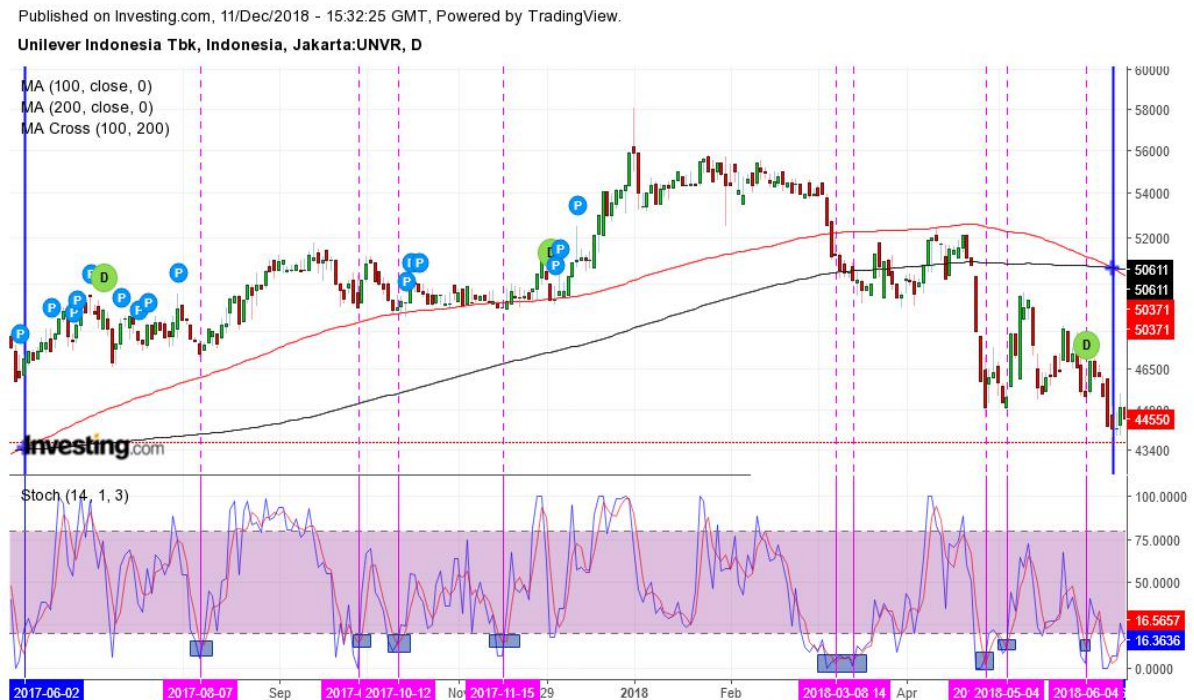 Published on Investing.com, 11/Dec/2018 - 15:32:25 GMT, Powered by TradingView.
Unilever Indonesia Tbk, Indonesia, Jakarta:UNVR, D
MA (100, close, 0)
MA (200, close, 0)
MA Cross (100, 200)
60000
58000
56000
54000
52000
50611
50611
50371
50371
46500
44550
43400
P P P P P D P P P P P P P P D P P P D
Investing.com
Stoch (14, 1, 3)
100.0000
75.0000
50.0000
16.5657
16.3636
0.0000
2017-06-02 2017-08-07 Sep 2017-10-12 Nov 2017-11-15 29 2018 Feb 2018-03-08 14 Apr 20 2018-05-04 2018-06-04